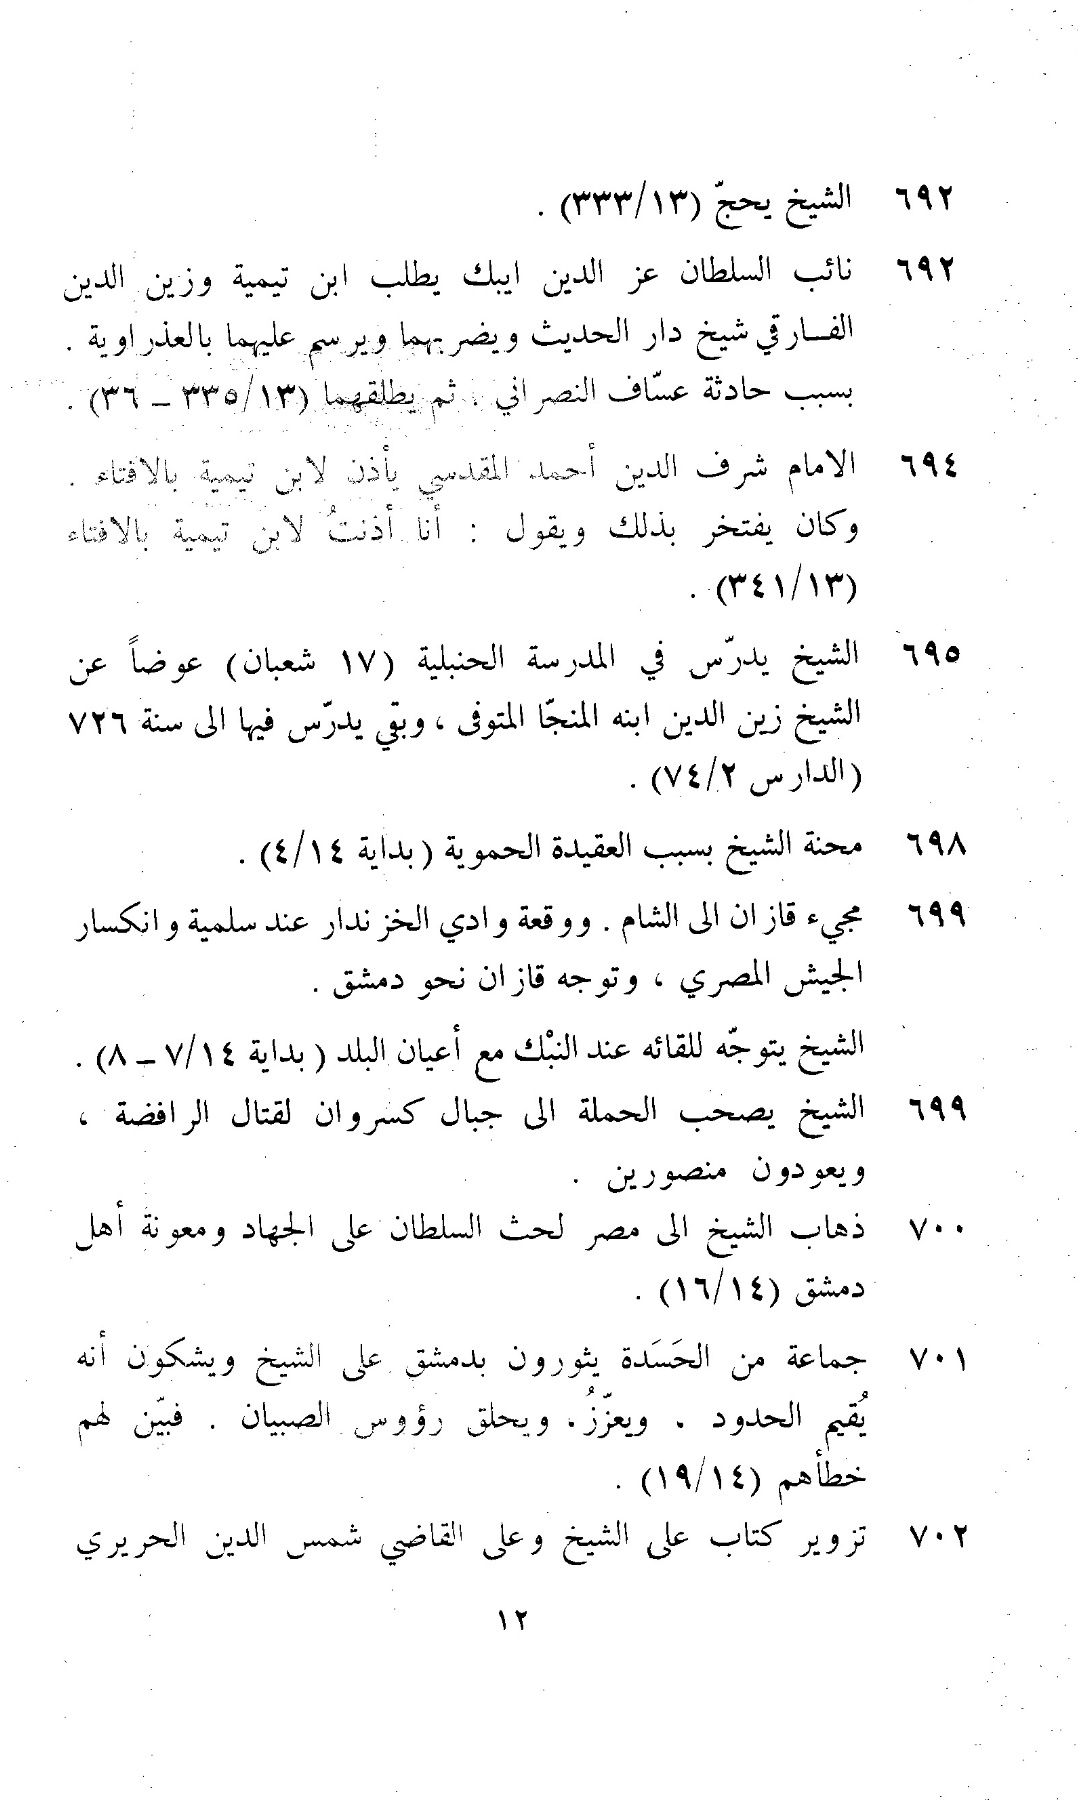 ٦٩٢ الشيخ يحجّ (٣٣٣/١٣) .
٦٩٢ نائب السلطان عز الدين ايبك يطلب ابن تيمية وزين الدين
الفارقي شيخ دار الحديث ويضربهما ويرسم عليهما بالعذراوية .
بسبب حادثة عسّاف النصراني . ثم يطلقهما (٣٣٥/١٣ – ٣٦) .
٦٩٤ الامام شرف الدين أحمد المقدسي يأذن لابن تيمية بالافتاء .
وكان يفتخر بذلك ويقول : أنا أذنتُ لابن تيمية بالافتاء
(٣٤١/١٣) .
٦٩٥ الشيخ يدرّس في المدرسة الحنبلية (١٧ شعبان) عوضاً عن
الشيخ زين الدين ابنه المنجّا المتوفى ، وبقي يدرّس فيها الى سنة ٧٢٦
(الدارس ٧٤/٢) .
٦٩٨ محنة الشيخ بسبب العقيدة الحموية (بداية ٤/١٤) .
٦٩٩ مجيء قازان الى الشام . ووقعة وادي الخزندار عند سلمية وانكسار
الجيش المصري ، وتوجه قازان نحو دمشق .
الشيخ يتوجّه للقائه عند النبْك مع أعيان البلد (بداية ٧/١٤ – ٨) .
٦٩٩ الشيخ يصحب الحملة الى جبال كسروان لقتال الرافضة ،
ويعودون منصورين .
٧٠٠ ذهاب الشيخ الى مصر لحث السلطان على الجهاد ومعونة أهل
دمشق (١٦/١٤) .
٧٠١ جماعة من الحَسَدة يثورون بدمشق على الشيخ ويشكون أنه
يُقيم الحدود . ويعزّزُ . ويحلق رؤوس الصبيان . فبيّن لهم
خطأهم (١٩/١٤) .
٧٠٢ تزوير كتاب على الشيخ وعلى القاضي شمس الدين الحريري
١٢